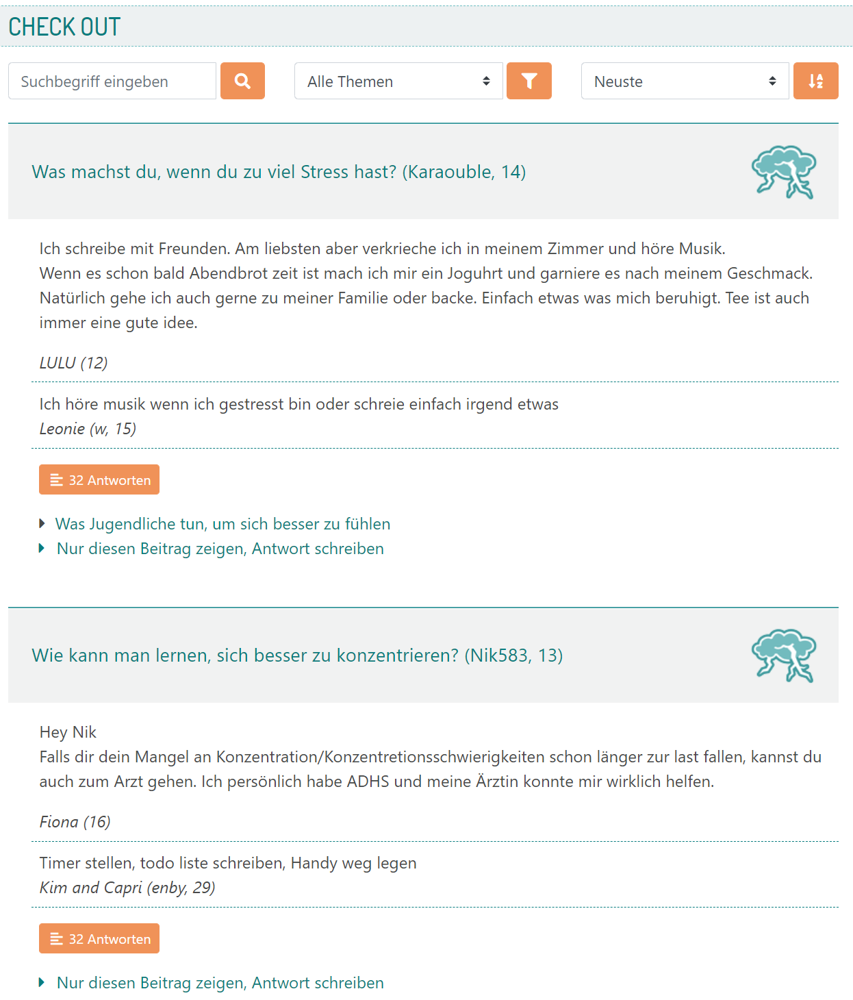 CHECK OUT
Suchbegriff eingeben
Alle Themen
Neuste
Was machst du, wenn du zu viel Stress hast? (Karaouble, 14)
Ich schreibe mit Freunden. Am liebsten aber verkrieche ich in meinem Zimmer und höre Musik.
Wenn es schon bald Abendbrot zeit ist mach ich mir ein Joguhrt und garniere es nach meinem Geschmack.
Natürlich gehe ich auch gerne zu meiner Familie oder backe. Einfach etwas was mich beruhigt. Tee ist auch
immer eine gute idee.
LULU (12)
Ich höre musik wenn ich gestresst bin oder schreie einfach irgend etwas
Leonie (w, 15)
32 Antworten
Was Jugendliche tun, um sich besser zu fühlen
Nur diesen Beitrag zeigen, Antwort schreiben
Wie kann man lernen, sich besser zu konzentrieren? (Nik583, 13)
Hey Nik
Falls dir dein Mangel an Konzentration/Konzentretionsschwierigkeiten schon länger zur last fallen, kannst du
auch zum Arzt gehen. Ich persönlich habe ADHS und meine Ärztin konnte mir wirklich helfen.
Fiona (16)
Timer stellen, todo liste schreiben, Handy weg legen
Kim and Capri (enby, 29)
32 Antworten
Nur diesen Beitrag zeigen, Antwort schreiben